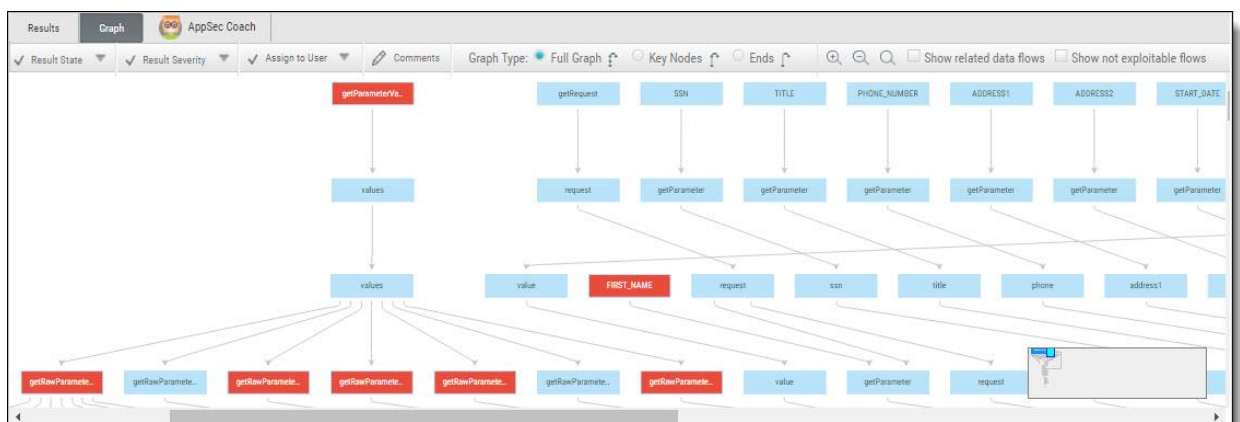 Results Graph AppSec Coach
Result State Result Severity Assign to User Comments Graph Type: Full Graph Key Nodes Ends Show related data flows Show not exploitable flows
getParameterVa.. getRequest SSN TITLE PHONE_NUMBER ADDRESS1 ADDRESS2 START_DATE
values request getParameter getParameter getParameter getParameter getParameter getParameter
values value FIRST_NAME request ssn title phone address1
getRawParamete.. getRawParamete.. getRawParamete.. getRawParamete.. getRawParamete.. getRawParamete.. getRawParamete.. value getParameter request